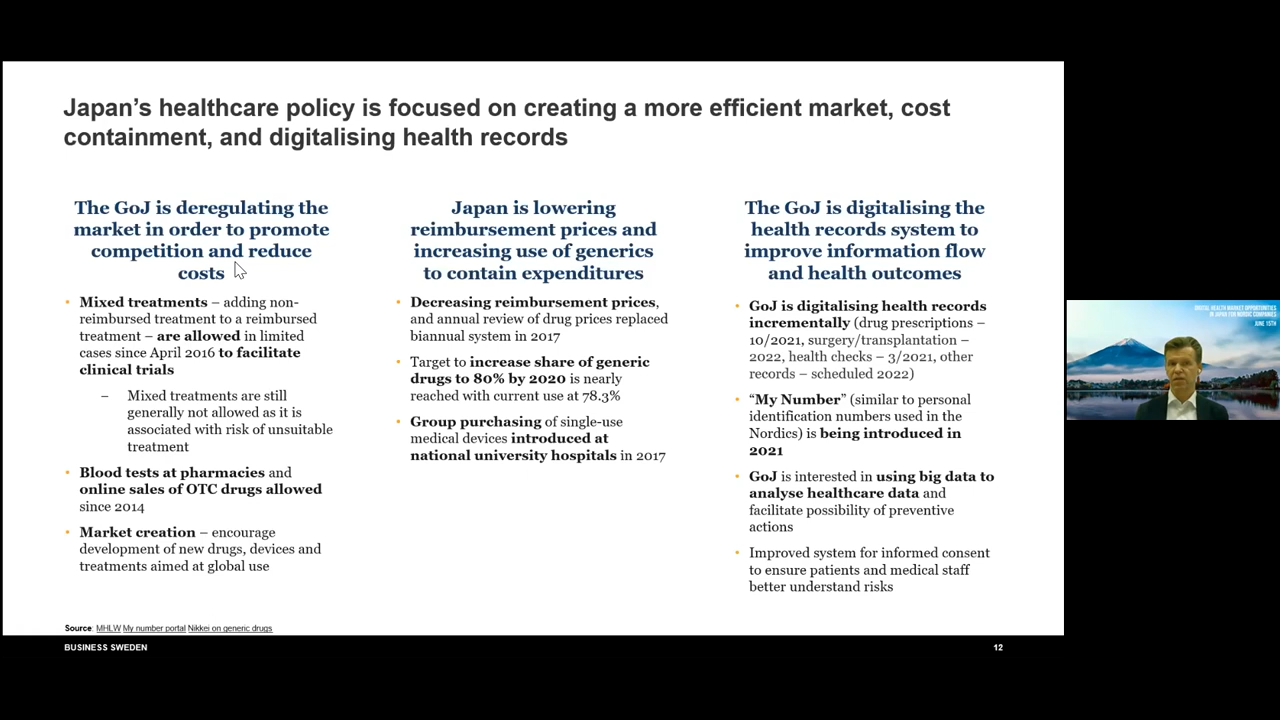 Japan's healthcare policy is focused on creating a more efficient market, cost
containment, and digitalising health records
The GoJ is deregulating the
market in order to promote
competition and reduce
costs
• Mixed treatments – adding non-
reimbursed treatment to a reimbursed
treatment – are allowed in limited
cases since April 2016 to facilitate
clinical trials
– Mixed treatments are still
generally not allowed as it is
associated with risk of unsuitable
treatment
• Blood tests at pharmacies and
online sales of OTC drugs allowed
since 2014
• Market creation – encourage
development of new drugs, devices and
treatments aimed at global use
Japan is lowering
reimbursement prices and
increasing use of generics
to contain expenditures
• Decreasing reimbursement prices,
and annual review of drug prices replaced
biannual system in 2017
• Target to increase share of generic
drugs to 80% by 2020 is nearly
reached with current use at 78.3%
• Group purchasing of single-use
medical devices introduced at
national university hospitals in 2017
The GoJ is digitalising the
health records system to
improve information flow
and health outcomes
• GoJ is digitalising health records
incrementally (drug prescriptions –
10/2021, surgery/transplantation –
2022, health checks – 3/2021, other
records – scheduled 2022)
• “My Number” (similar to personal
identification numbers used in the
Nordics) is being introduced in
2021
• GoJ is interested in using big data to
analyse healthcare data and
facilitate possibility of preventive
actions
• Improved system for informed consent
to ensure patients and medical staff
better understand risks
Source: MHLW My number portal Nikkei on generic drugs
BUSINESS SWEDEN
12
DIGITAL HEALTH MARKET OPPORTUNITIES
IN JAPAN FOR NORDIC COMPANIES
JUNE 15TH